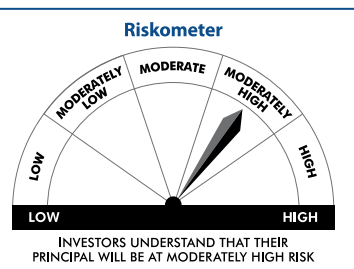 Riskometer
LOW
MODERATELY
LOW
MODERATE
MODERATELY
HIGH
HIGH
LOW
HIGH
INVESTORS UNDERSTAND THAT THEIR
PRINCIPAL WILL BE AT MODERATELY HIGH RISK